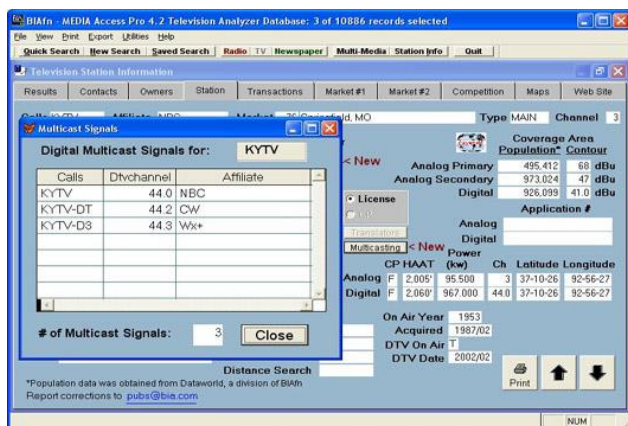 BIAfn - MEDIA Access Pro 4.2 Television Analyzer Database: 3 of 10886 records selected
File View Print Export Utilities Help
Quick Search New Search Saved Search Radio TV Newspaper Multi-Media Station Info Quit
Television Station Information
Results Contacts Owners Station Transactions Market #1 Market #2 Competition Maps Web Site
MO Type MAIN Channel 3
Multicast Signals
Digital Multicast Signals for: KYTV
Calls Dtvchannel Affiliate
KYTV 44.0 NBC
KYTV-DT 44.2 CW
KYTV-D3 44.3 Wx+
# of Multicast Signals: 3 Close
< New
Coverage Area
Population* Contour
Analog Primary 495,412 68 dBu
Analog Secondary 973,024 47 dBu
Digital 926,099 41.0 dBu
License
Translators
Multicasting < New
Application #
Analog
Digital
CP HAAT Power (kw) Ch Latitude Longitude
Analog F 2,005' 95.500 3 37-10-26 92-56-27
Digital F 2,060' 967.000 44.0 37-10-26 92-56-27
On Air Year 1953
Acquired 1987/02
DTV On Air T
DTV Date 2002/02
Distance Search
Print
*Population data was obtained from Dataworld, a division of BIAfn
Report corrections to pubs@bia.com
NUM